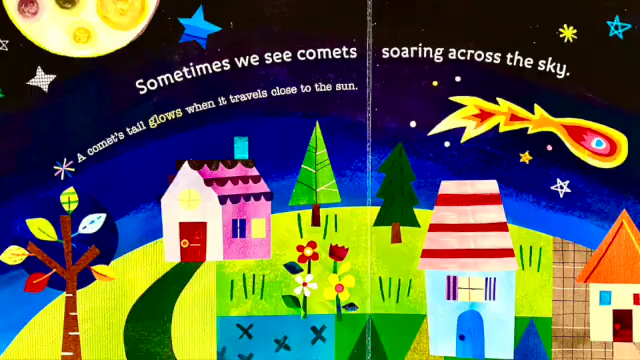 Sometimes we see comets soaring across the sky.
A comet's tail glows when it travels close to the sun.